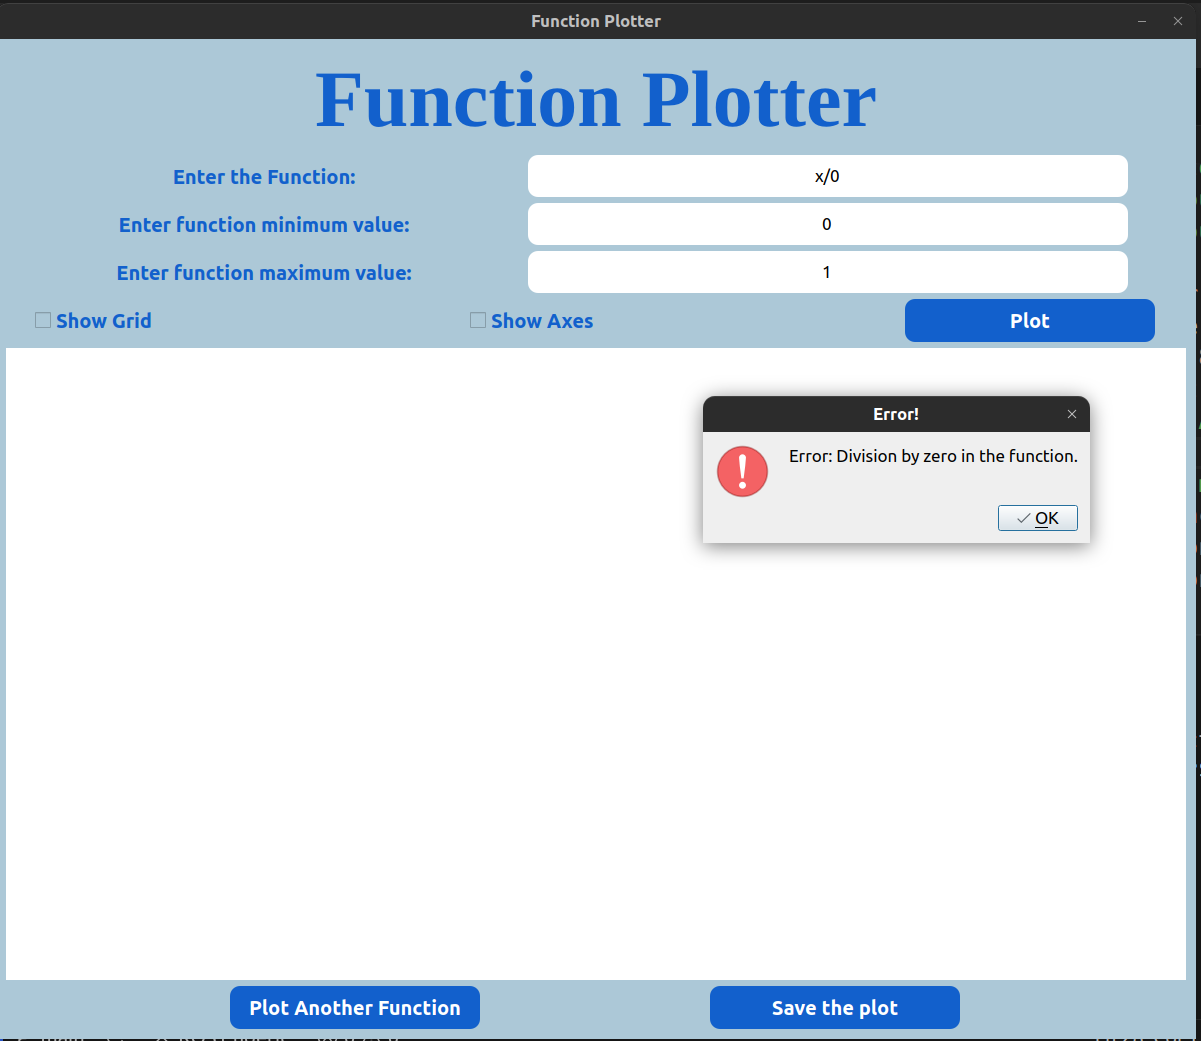 Function Plotter
Function Plotter
Enter the Function: x/0
Enter function minimum value: 0
Enter function maximum value: 1
Show Grid Show Axes Plot
Error!
Error: Division by zero in the function.
OK
Plot Another Function Save the plot